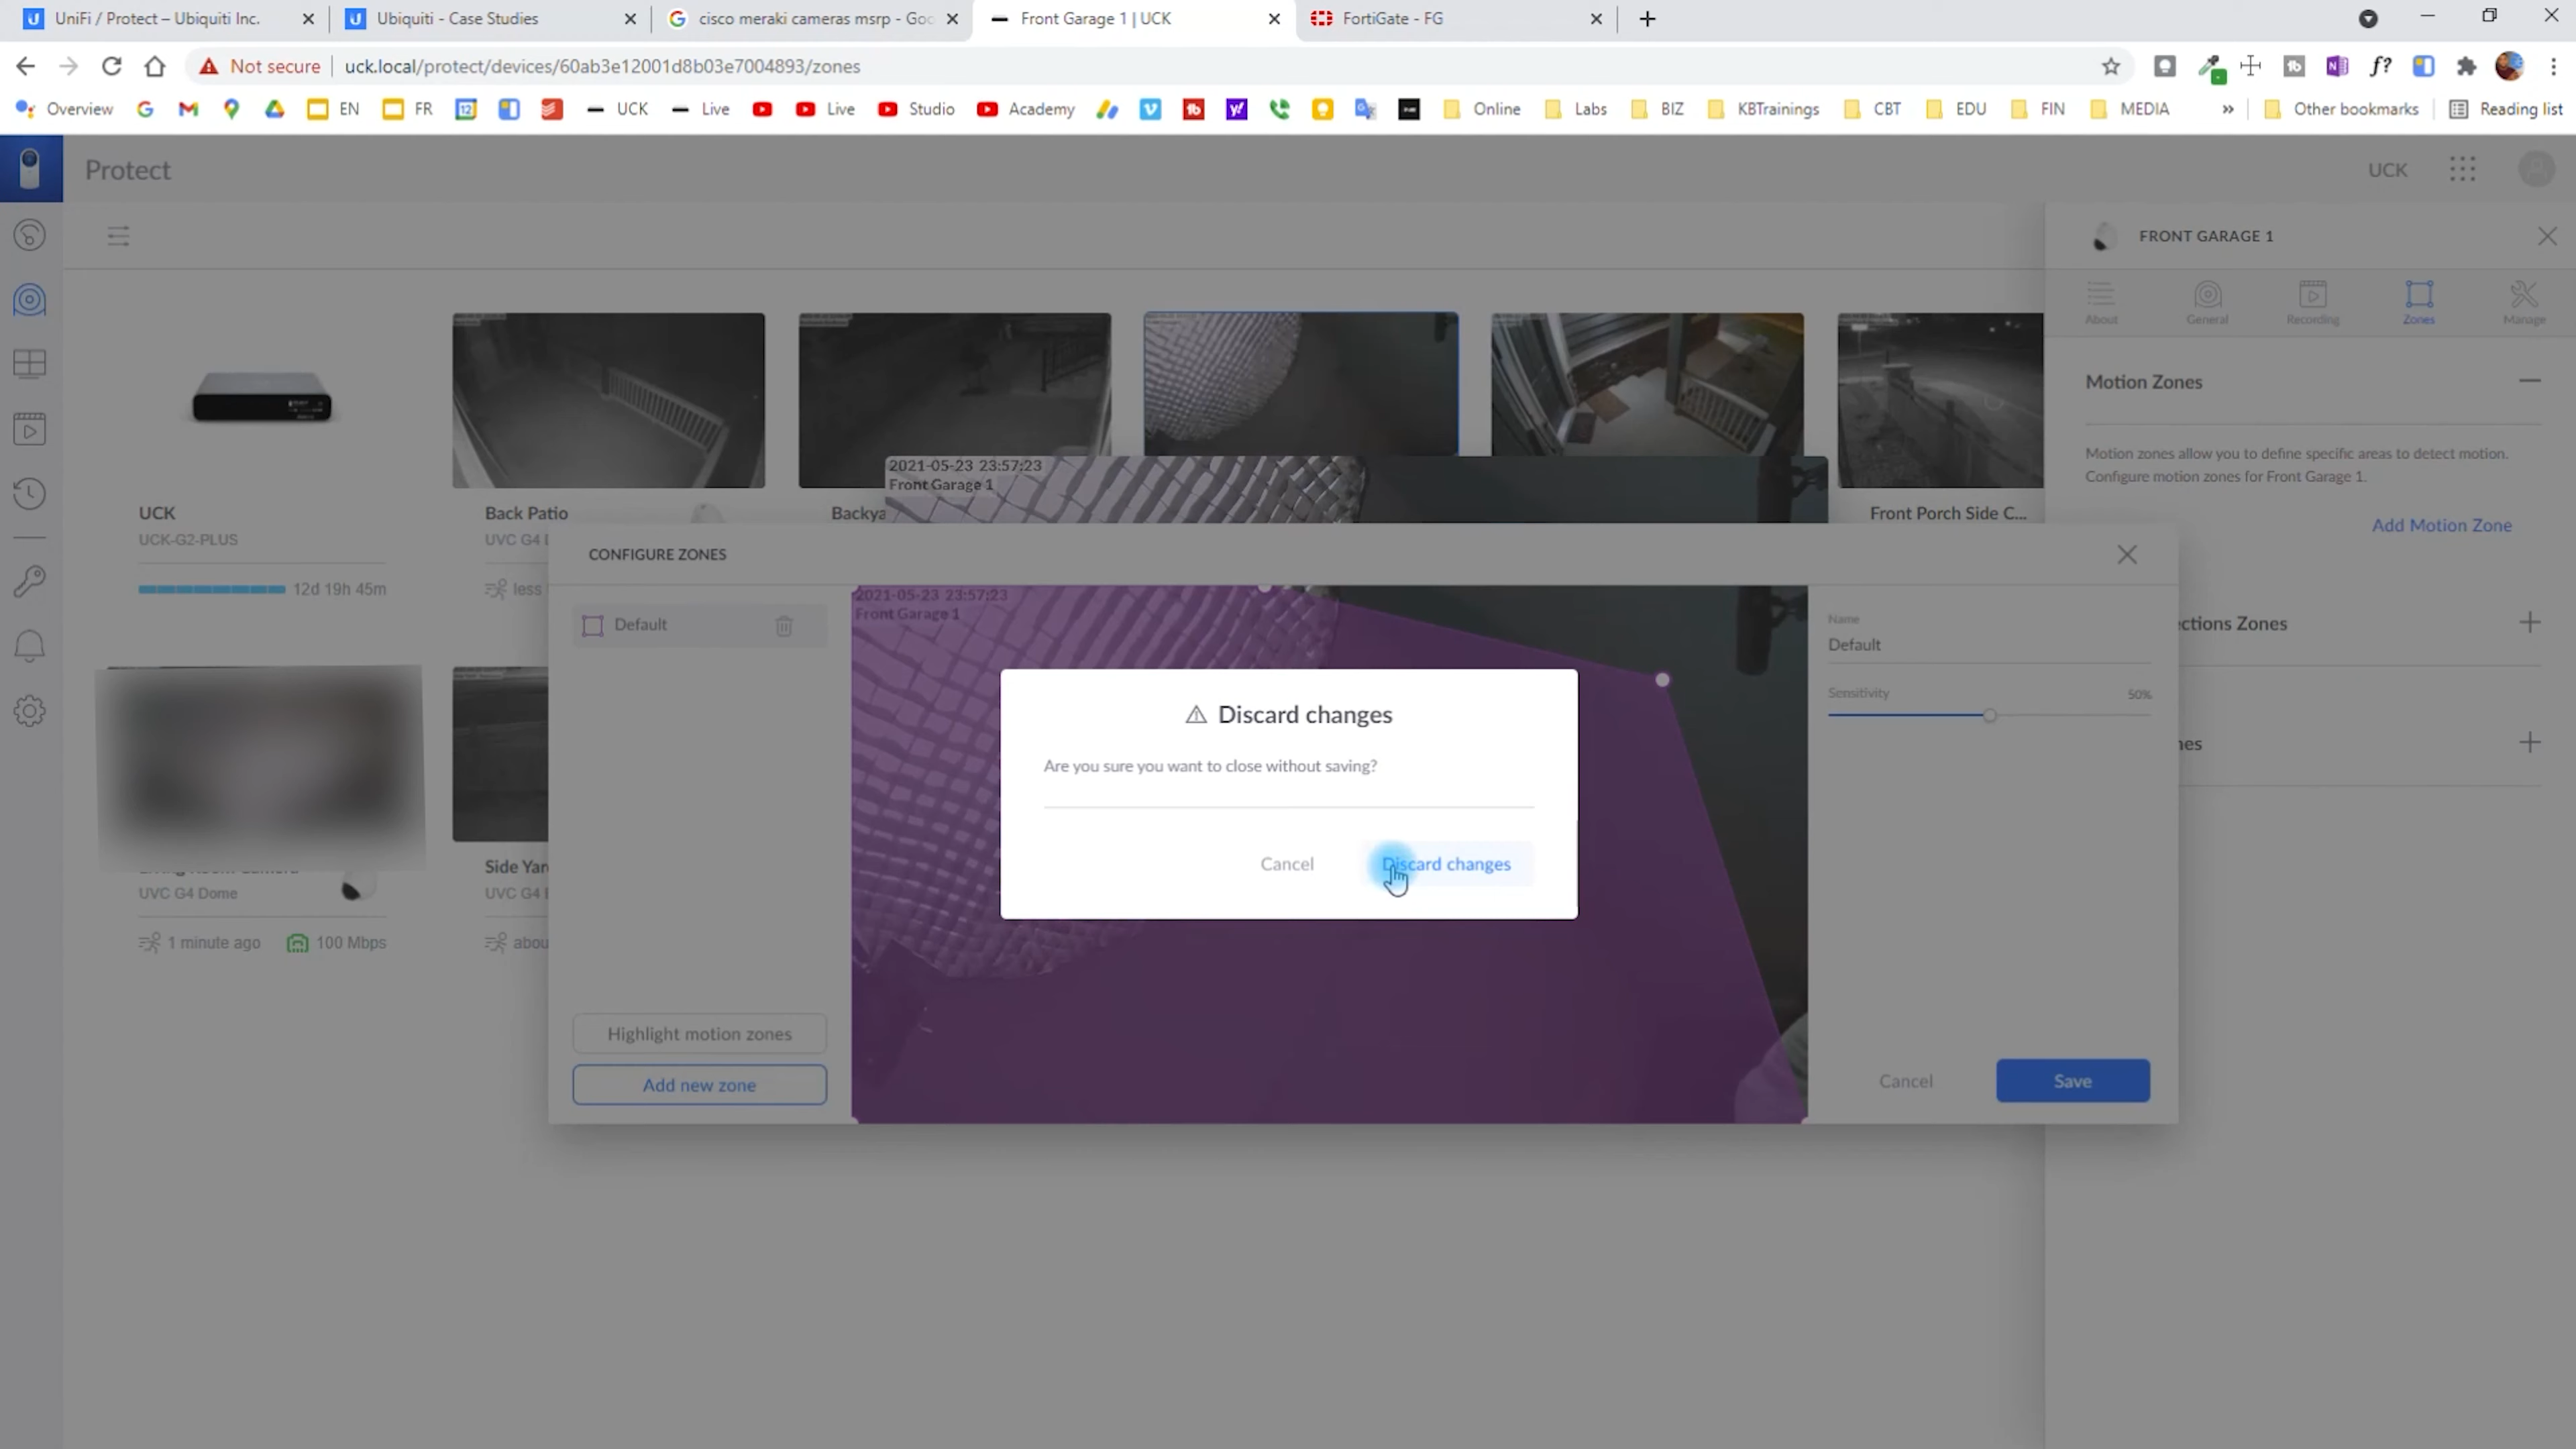 UniFi / Protect – Ubiquiti Inc.
Ubiquiti - Case Studies
cisco meraki cameras msrp - Goo
Front Garage 1 | UCK
FortiGate - FG
Not secure
uck.local/protect/devices/60ab3e12001d8b03e7004893/zones
Overview
EN
FR
UCK
Live
Live
Studio
Academy
Online
Labs
BIZ
KBTrainings
CBT
EDU
FIN
MEDIA
Other bookmarks
Reading list
Protect
UCK
FRONT GARAGE 1
About
General
Recording
Zones
Manage
Motion Zones
Motion zones allow you to define specific areas to detect motion.
Configure motion zones for Front Garage 1.
Add Motion Zone
ctions Zones
nes
UCK
UCK-G2-PLUS
12d 19h 45m
Back Patio
UVC G4 D
less
Backya
2021-05-23 23:57:23
Front Garage 1
Front Porch Side C...
CONFIGURE ZONES
Default
2021-05-23 23:57:23
Front Garage 1
Name
Default
Sensitivity
50%
Discard changes
Are you sure you want to close without saving?
Cancel
Discard changes
UVC G4 Dome
1 minute ago
100 Mbps
Side Yar
UVC G4
abou
Highlight motion zones
Add new zone
Cancel
Save